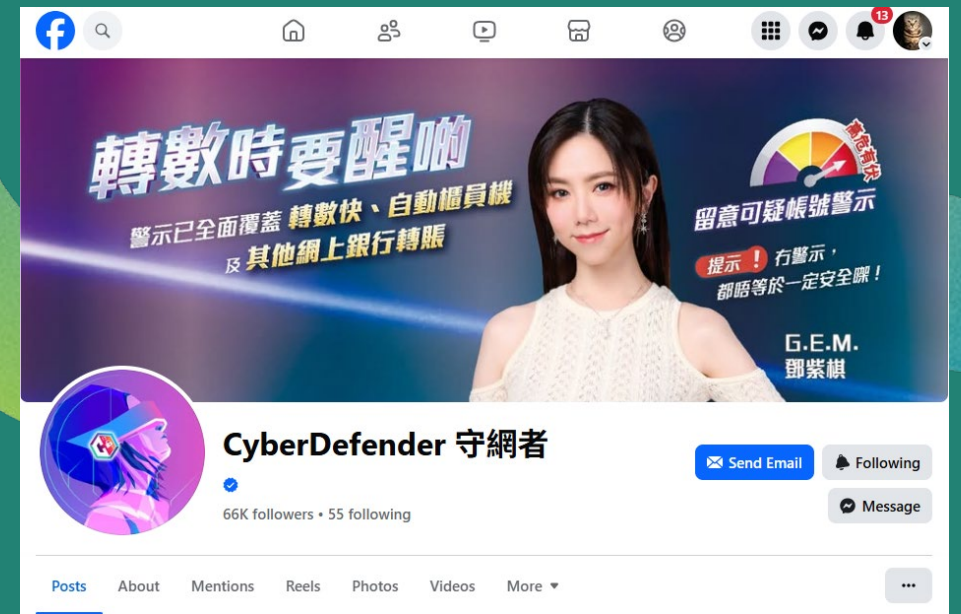 13
轉數時要醒啲
警示已全面覆蓋 轉數快、自動櫃員機
及 其他網上銀行轉賬
高危有伏
留意可疑帳號警示
提示! 冇警示，
都唔等於一定安全㗎！
G.E.M.
鄧紫棋
CyberDefender 守網者
66K followers • 55 following
Send Email
Following
Message
Posts About Mentions Reels Photos Videos More